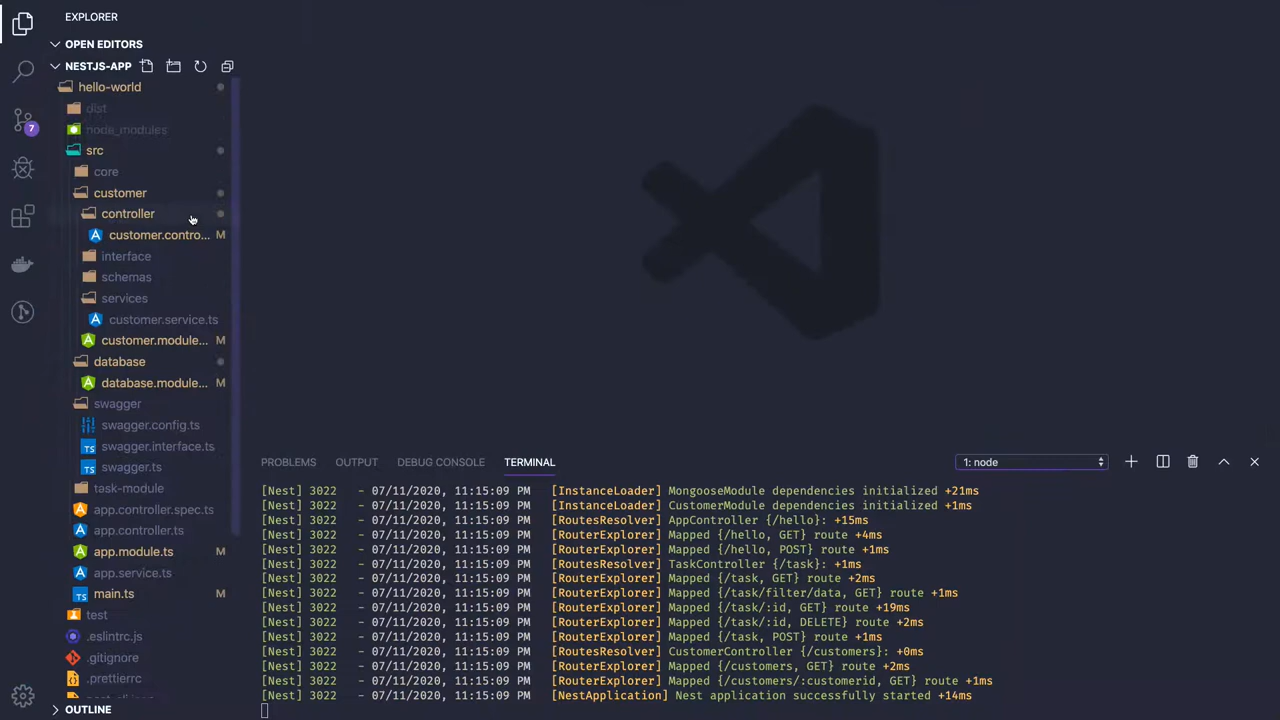 EXPLORER
OPEN EDITORS
NESTJS-APP
hello-world
dist
node_modules
src
core
customer
controller
customer.contro... M
interface
schemas
services
customer.service.ts
customer.module... M
database
database.module... M
swagger
swagger.config.ts
TS swagger.interface.ts
TS swagger.ts
task-module
app.controller.spec.ts
app.controller.ts
app.module.ts M
app.service.ts
TS main.ts
test
.eslintrc.js
.gitignore
.prettierrc
OUTLINE
7
PROBLEMS OUTPUT DEBUG CONSOLE TERMINAL 1: node
[Nest] 3022 - 07/11/2020, 11:15:09 PM [InstanceLoader] MongooseModule dependencies initialized +21ms
[Nest] 3022 - 07/11/2020, 11:15:09 PM [InstanceLoader] CustomerModule dependencies initialized +1ms
[Nest] 3022 - 07/11/2020, 11:15:09 PM [RoutesResolver] AppController {/hello}: +15ms
[Nest] 3022 - 07/11/2020, 11:15:09 PM [RouterExplorer] Mapped {/hello, GET} route +4ms
[Nest] 3022 - 07/11/2020, 11:15:09 PM [RouterExplorer] Mapped {/hello, POST} route +1ms
[Nest] 3022 - 07/11/2020, 11:15:09 PM [RoutesResolver] TaskController {/task}: +1ms
[Nest] 3022 - 07/11/2020, 11:15:09 PM [RouterExplorer] Mapped {/task, GET} route +2ms
[Nest] 3022 - 07/11/2020, 11:15:09 PM [RouterExplorer] Mapped {/task/filter/data, GET} route +1ms
[Nest] 3022 - 07/11/2020, 11:15:09 PM [RouterExplorer] Mapped {/task/:id, GET} route +19ms
[Nest] 3022 - 07/11/2020, 11:15:09 PM [RouterExplorer] Mapped {/task/:id, DELETE} route +2ms
[Nest] 3022 - 07/11/2020, 11:15:09 PM [RouterExplorer] Mapped {/task, POST} route +1ms
[Nest] 3022 - 07/11/2020, 11:15:09 PM [RoutesResolver] CustomerController {/customers}: +0ms
[Nest] 3022 - 07/11/2020, 11:15:09 PM [RouterExplorer] Mapped {/customers, GET} route +2ms
[Nest] 3022 - 07/11/2020, 11:15:09 PM [RouterExplorer] Mapped {/customers/:customerid, GET} route +1ms
[Nest] 3022 - 07/11/2020, 11:15:09 PM [NestApplication] Nest application successfully started +14ms